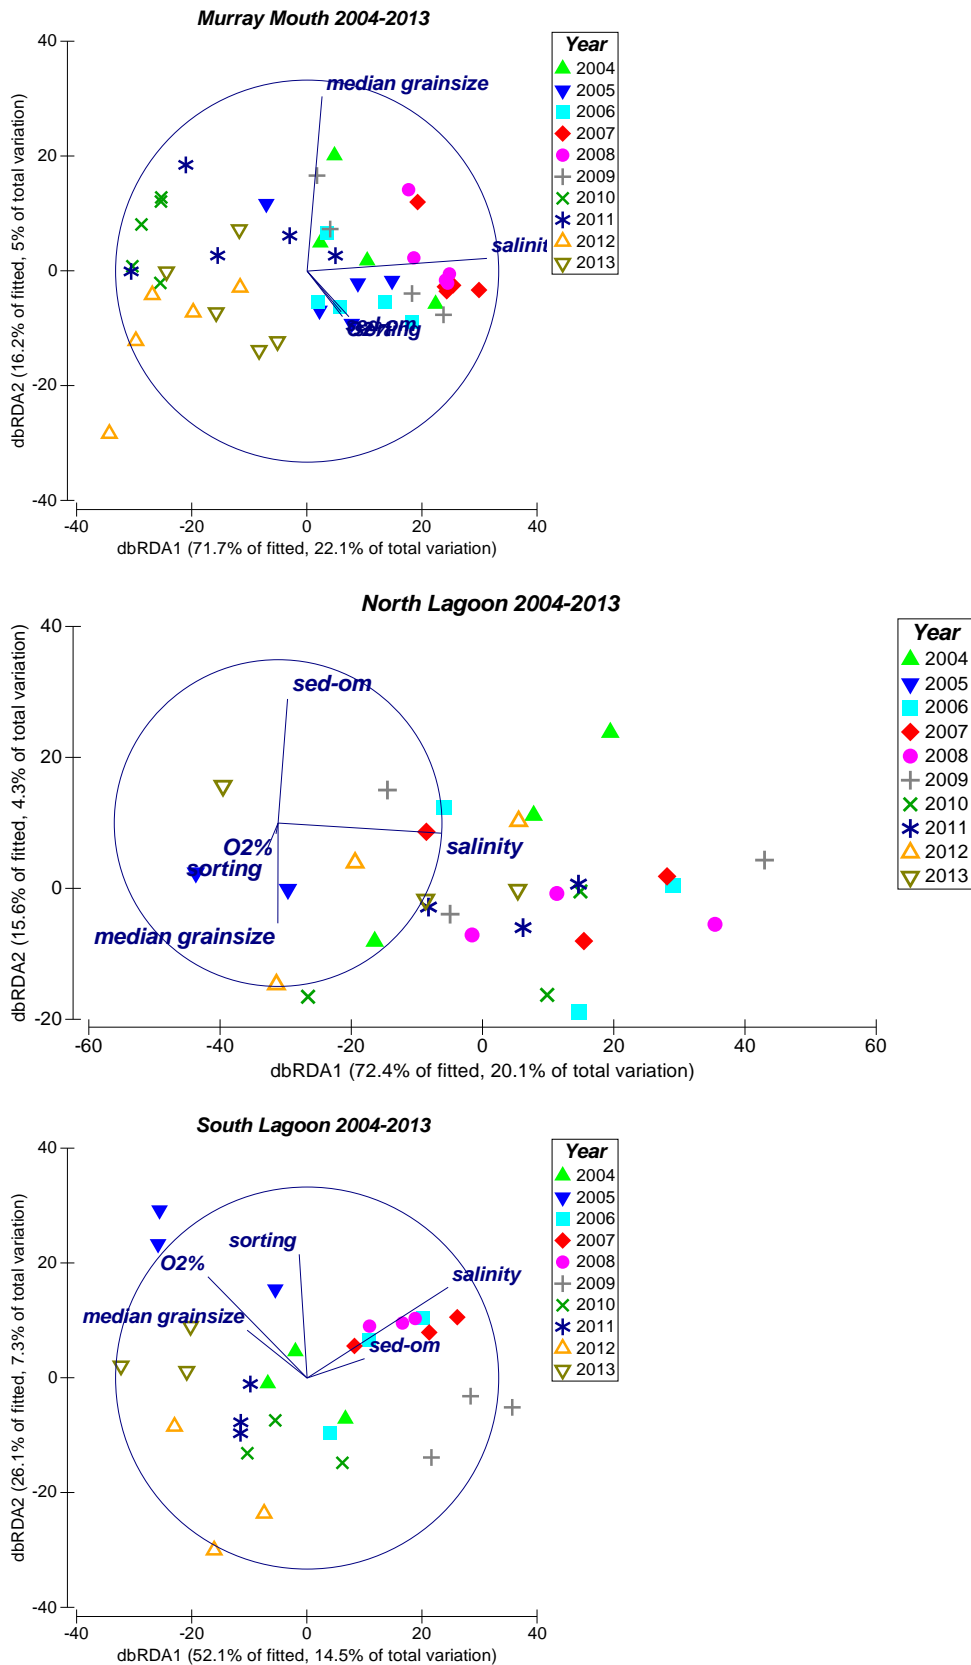 Murray Mouth 2004-2013
40
20
0
-20
-40
-40
-20
0
20
40
dbRDA2 (16.2% of fitted, 5% of total variation)
dbRDA1 (71.7% of fitted, 22.1% of total variation)
median grainsize
salinit
sed-om
Year
2004
2005
2006
2007
2008
2009
2010
2011
2012
2013
North Lagoon 2004-2013
40
20
0
-20
-60
-40
-20
0
20
40
60
dbRDA2 (15.6% of fitted, 4.3% of total variation)
dbRDA1 (72.4% of fitted, 20.1% of total variation)
sed-om
O2%
sorting
salinity
median grainsize
Year
2004
2005
2006
2007
2008
2009
2010
2011
2012
2013
South Lagoon 2004-2013
40
20
0
-20
-40
-40
-20
0
20
40
dbRDA2 (26.1% of fitted, 7.3% of total variation)
dbRDA1 (52.1% of fitted, 14.5% of total variation)
sorting
O2%
salinity
median grainsize
sed-om
Year
2004
2005
2006
2007
2008
2009
2010
2011
2012
2013